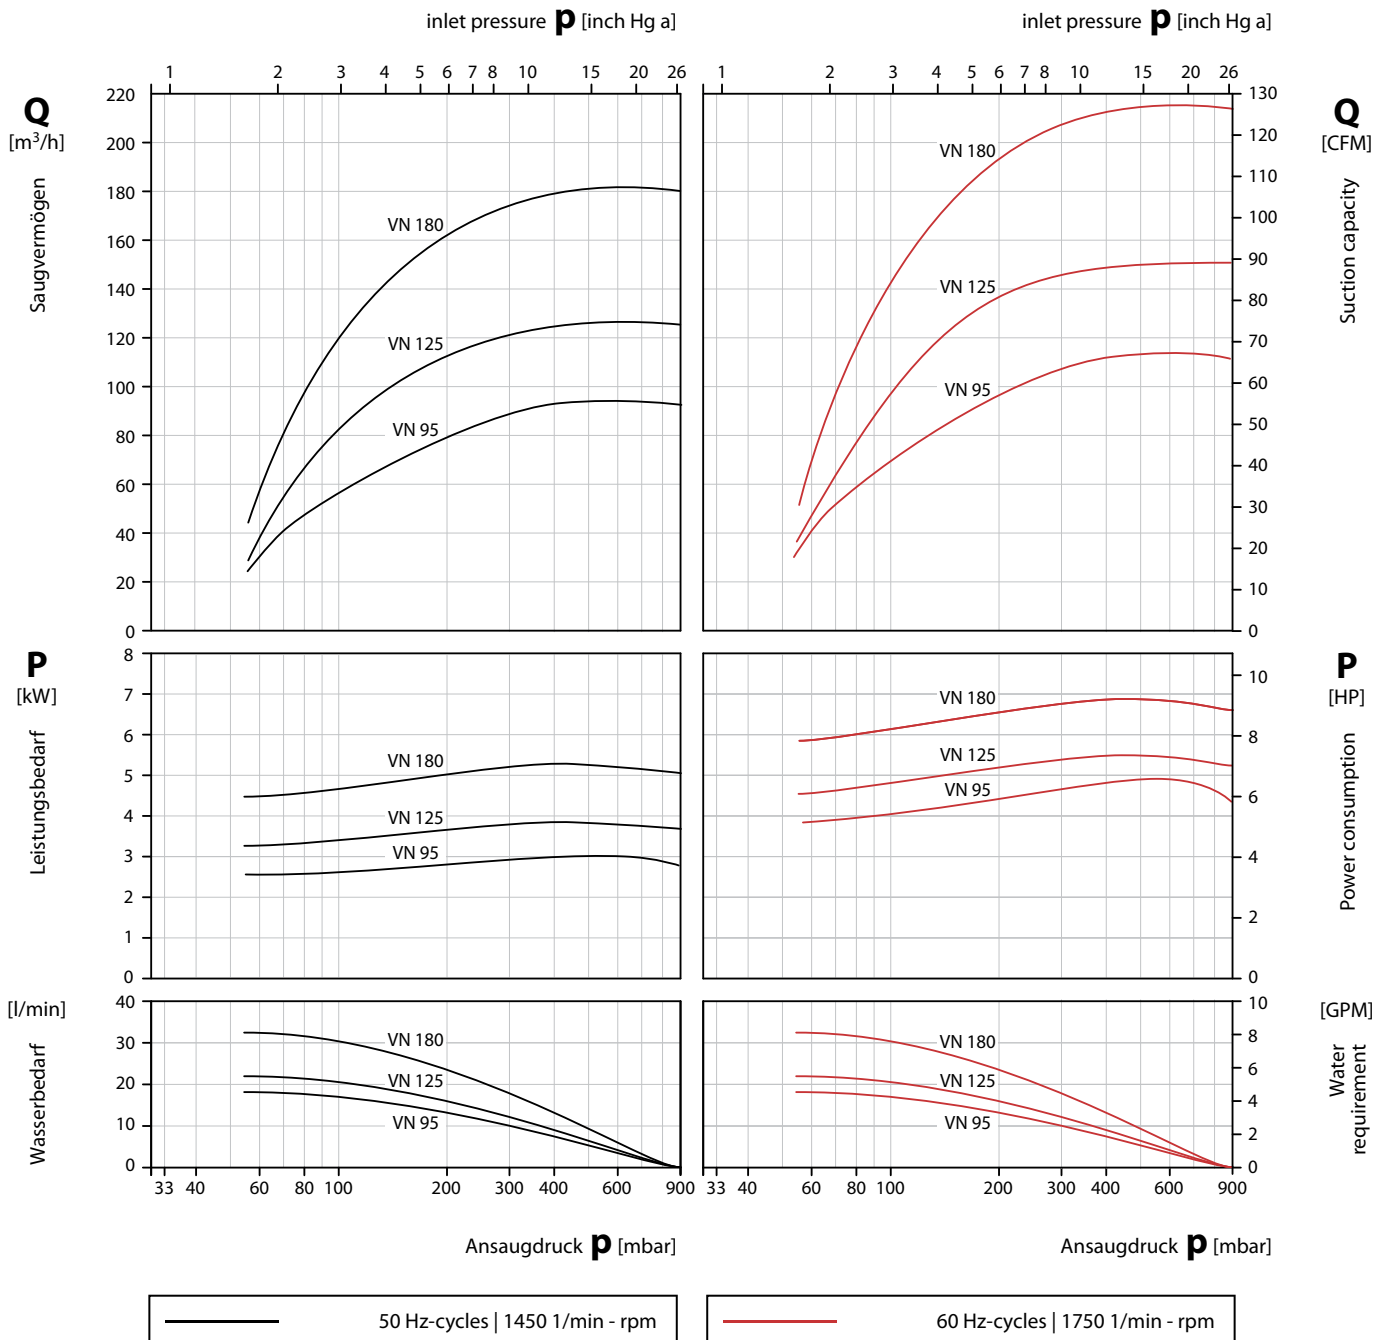 inlet pressure p [inch Hg a]
inlet pressure p [inch Hg a]
1 2 3 4 5 6 7 8 10 15 20 26
1 2 3 4 5 6 7 8 10 15 20 26
Q
[m³/h]
Saugvermögen
220
200
180
160
140
120
100
80
60
40
20
0
VN 180
VN 125
VN 95
VN 180
VN 125
VN 95
130
120
110
100
90
80
70
60
50
40
30
20
10
0
Q
[CFM]
Suction capacity
P
[kW]
Leistungsbedarf
8
7
6
5
4
3
2
1
0
VN 180
VN 125
VN 95
VN 180
VN 125
VN 95
10
8
6
4
2
0
P
[HP]
Power consumption
[l/min]
Wasserbedarf
40
30
20
10
0
VN 180
VN 125
VN 95
VN 180
VN 125
VN 95
10
8
6
4
2
0
[GPM]
Water
requirement
33 40 60 80 100 200 300 400 600 900
33 40 60 80 100 200 300 400 600 900
Ansaugdruck p [mbar]
Ansaugdruck p [mbar]
50 Hz-cycles | 1450 1/min - rpm
60 Hz-cycles | 1750 1/min - rpm